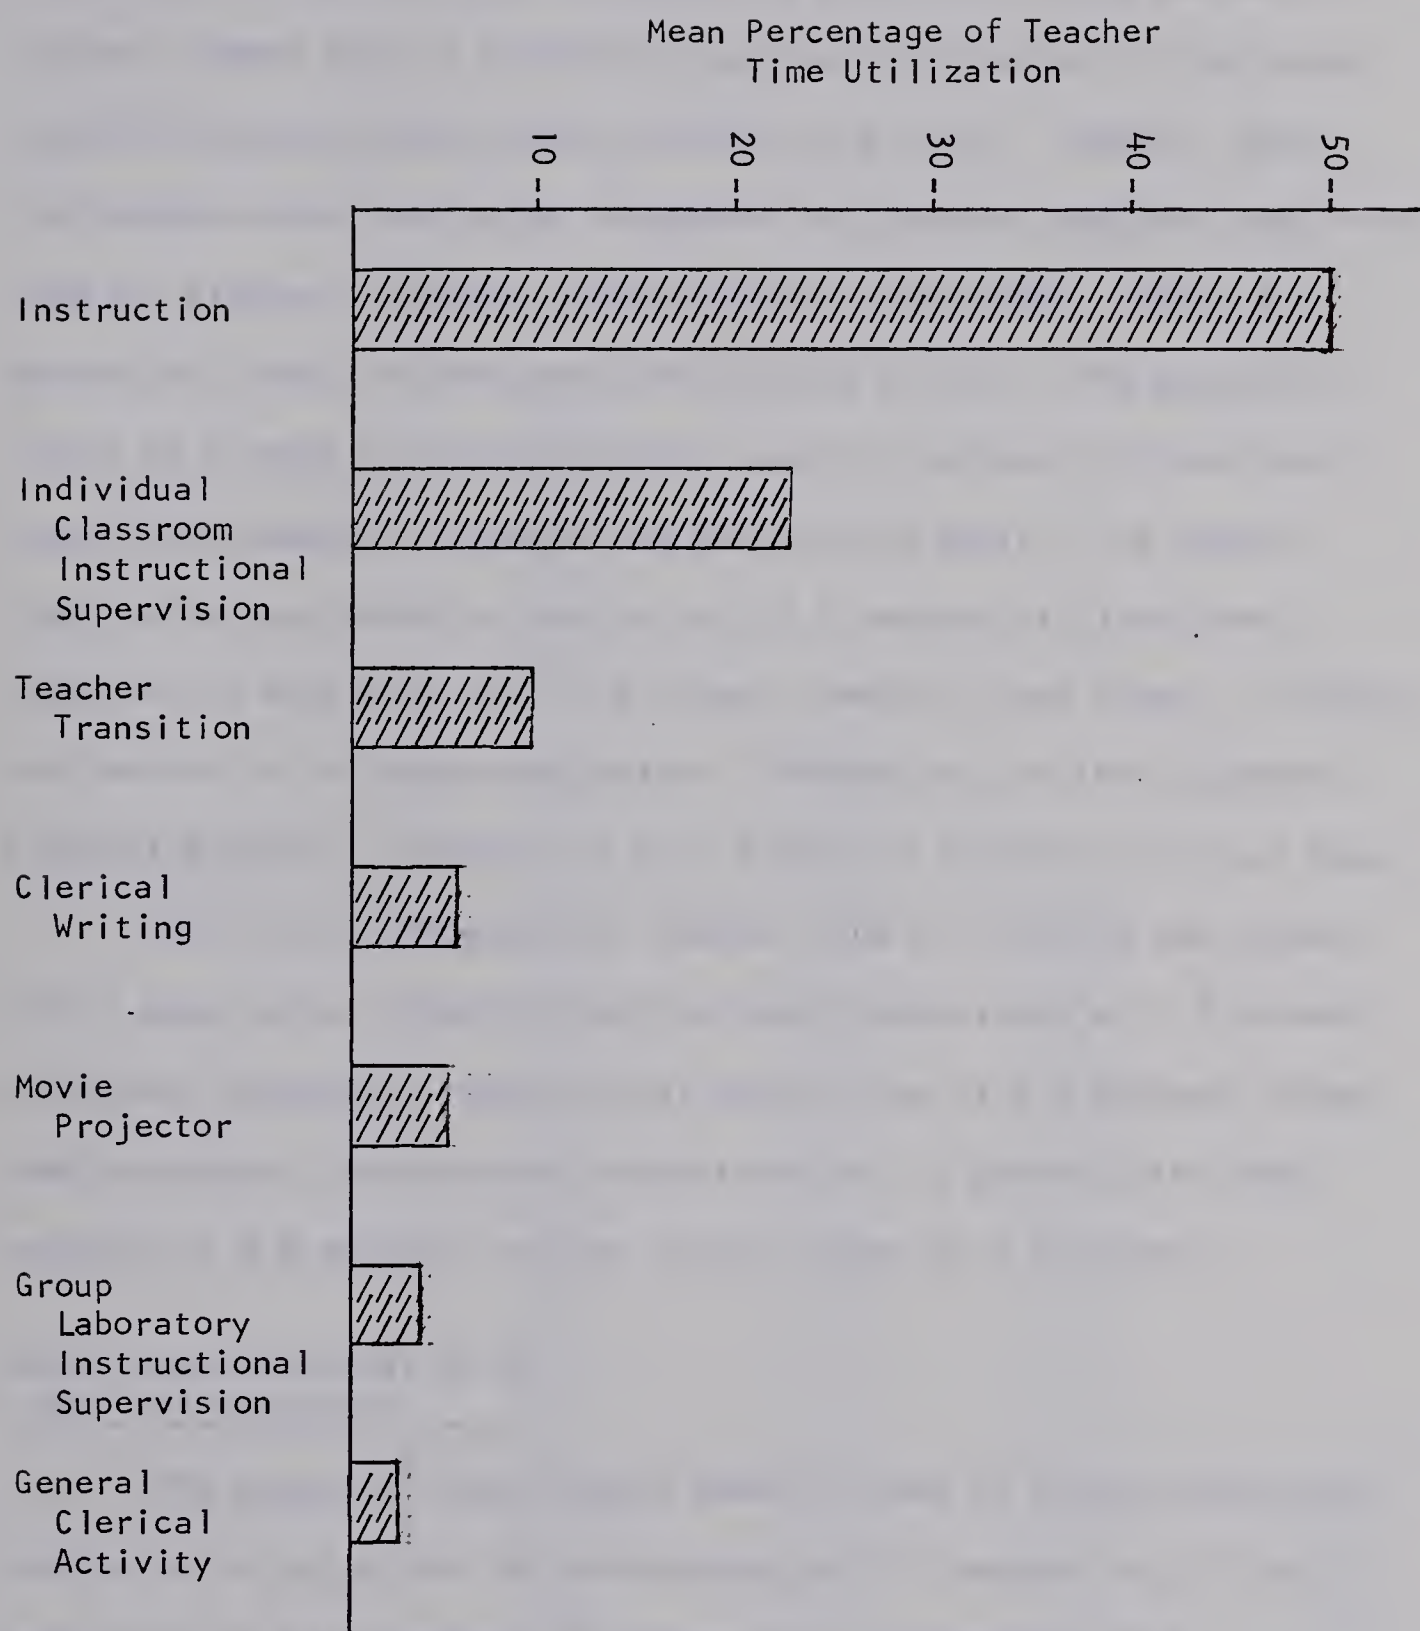 Mean Percentage of Teacher
Time Utilization
10
20
30
40
50
Instruction
Individual
Classroom
Instructional
Supervision
Teacher
Transition
Clerical
Writing
Movie
Projector
Group
Laboratory
Instructional
Supervision
General
Clerical
Activity